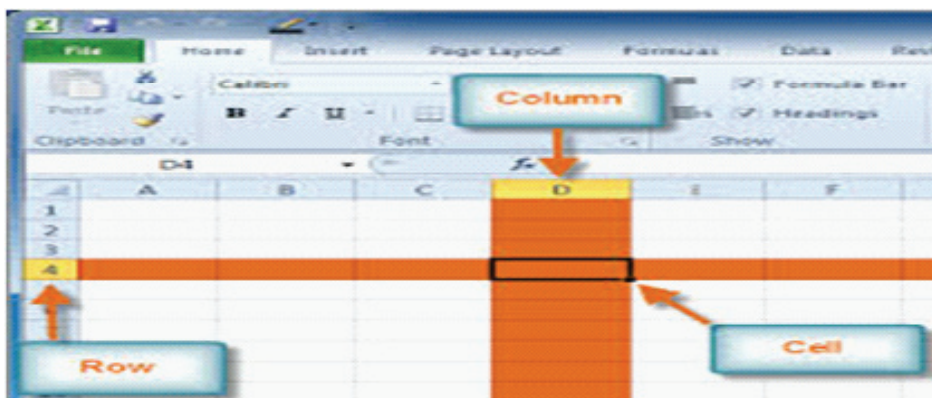 File Home Insert Page Layout Formulas Data
Calibri
Column
Formula Bar
Paste
B I U
Headings
Clipboard Font Show
D4 fx
A B C D E F
1
2
3
4
Row
Cell